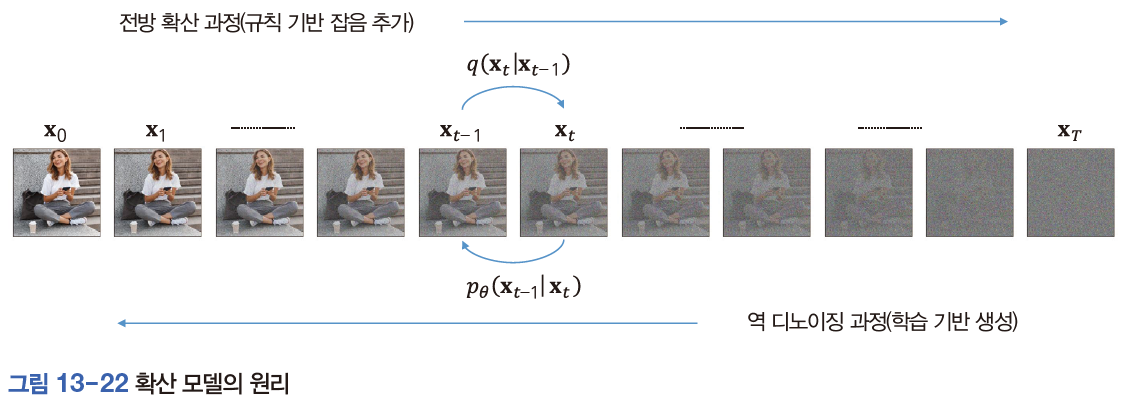 전방 확산 과정(규칙 기반 잡음 추가)
q(xₜ|xₜ₋₁)
x₀ x₁ xₜ₋₁ xₜ x_T
p_θ(xₜ₋₁|xₜ)
역 디노이징 과정(학습 기반 생성)
그림 13-22 확산 모델의 원리